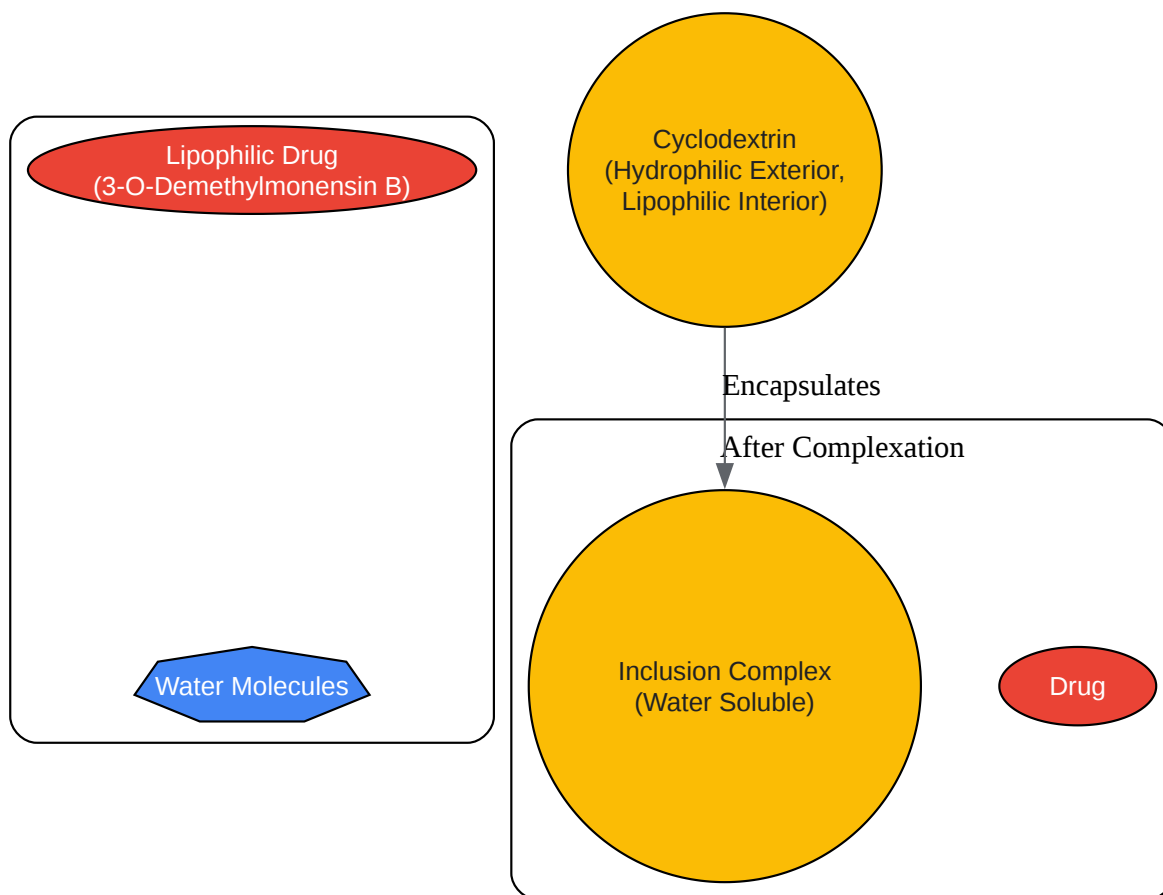 Lipophilic Drug
(3-O-Demethylmonensin B)
Water Molecules
Cyclodextrin
(Hydrophilic Exterior,
Lipophilic Interior)
Encapsulates
After Complexation
Inclusion Complex
(Water Soluble)
Drug